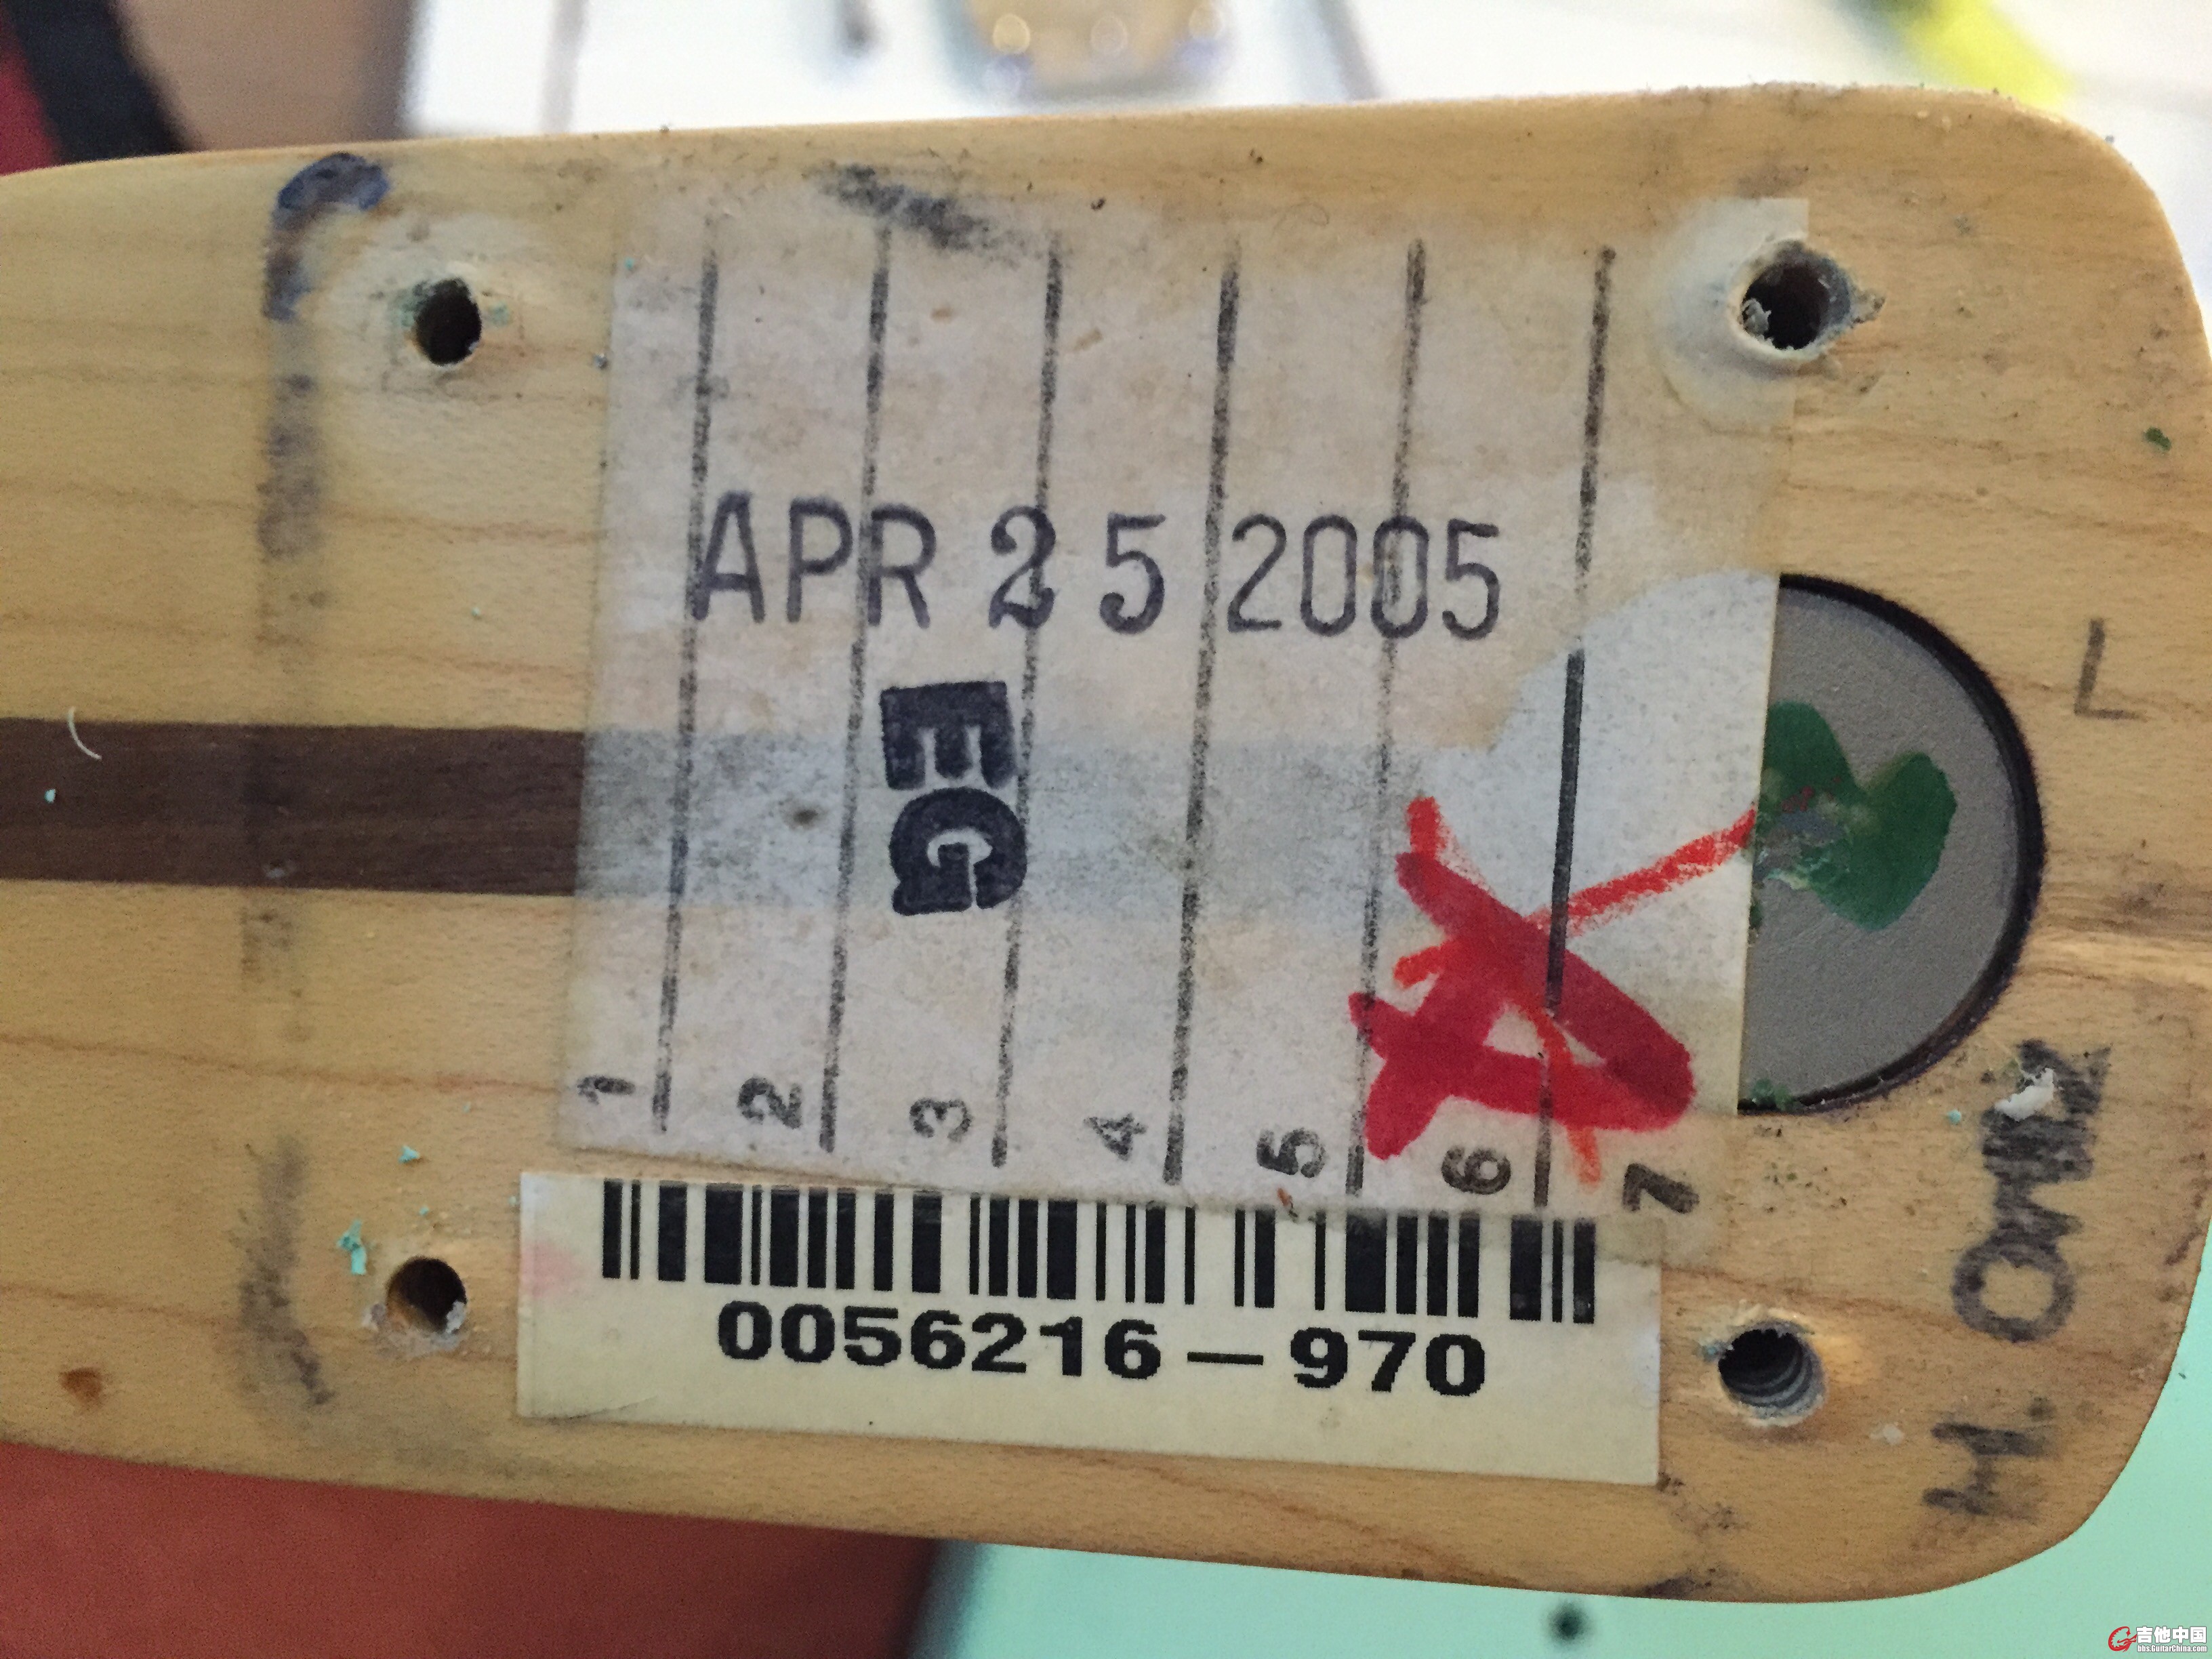 APR 25 2005
EG
1 2 3 4 5 6 7
0056216-970
L
吉他中国
bbs.GuitarChina.com